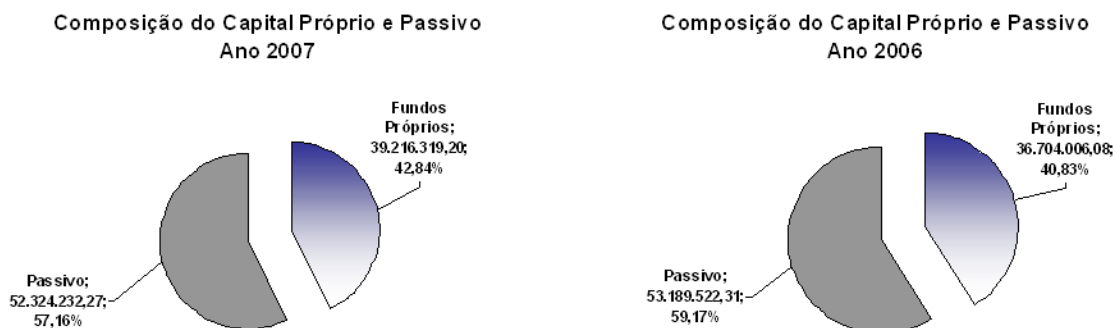 Composição do Capital Próprio e Passivo
Ano 2007
Fundos
Próprios;
39.216.319,20;
42,84%
Passivo;
52.324.232,27;
57,16%
Composição do Capital Próprio e Passivo
Ano 2006
Fundos
Próprios;
36.704.006,08;
40,83%
Passivo;
53.189.522,31;
59,17%